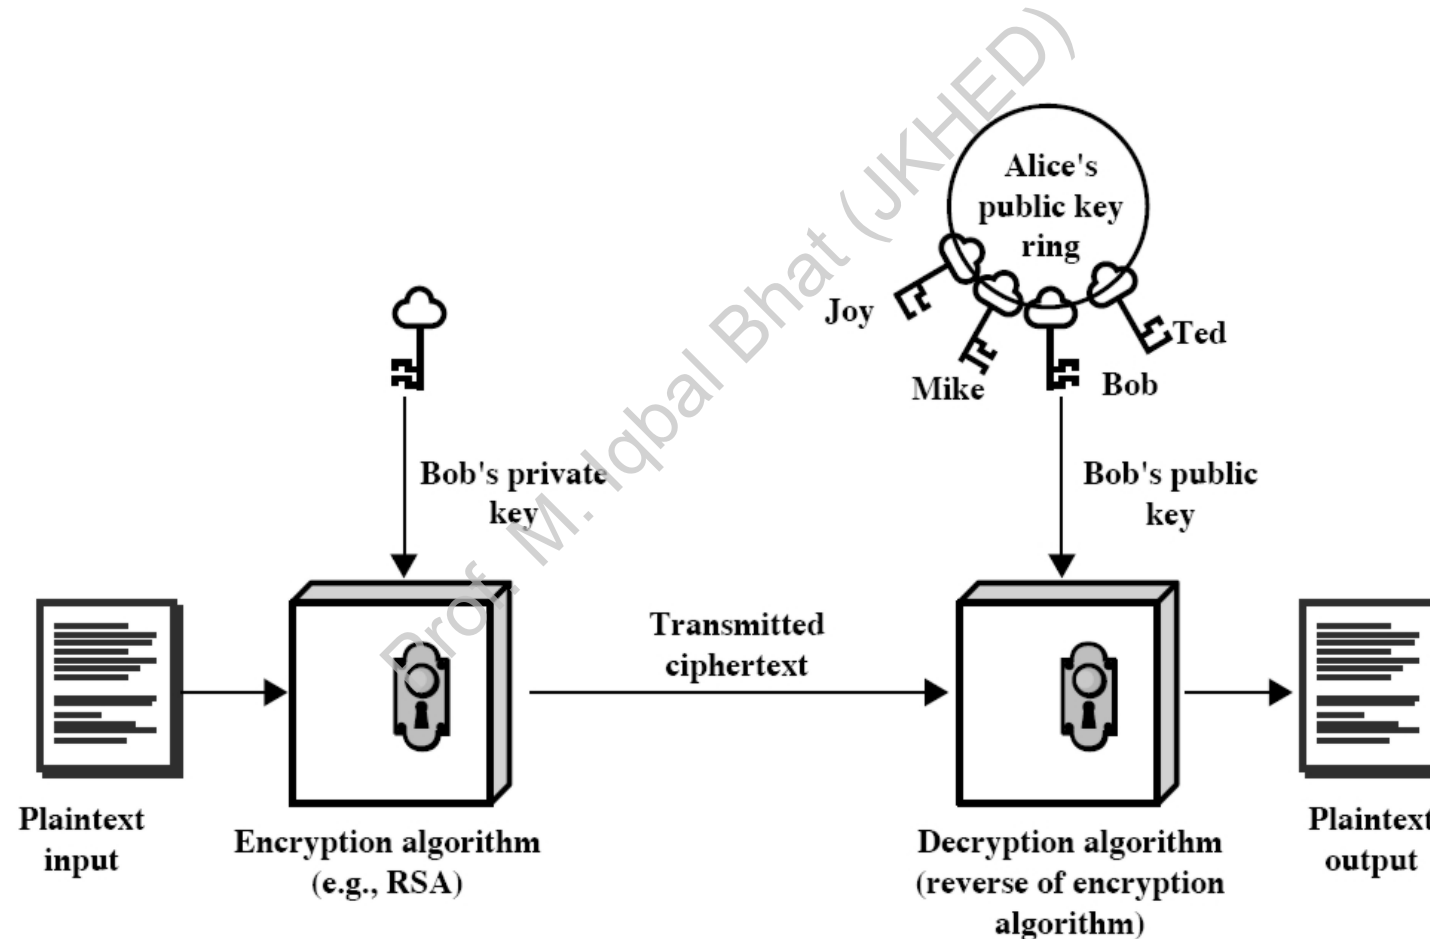 Prof. M. Iqbal Bhat (JKHED)
Alice's
public key
ring
Joy
Ted
Mike
Bob
Bob's private
key
Bob's public
key
Transmitted
ciphertext
Plaintext
input
Encryption algorithm
(e.g., RSA)
Decryption algorithm
(reverse of encryption
algorithm)
Plaintext
output